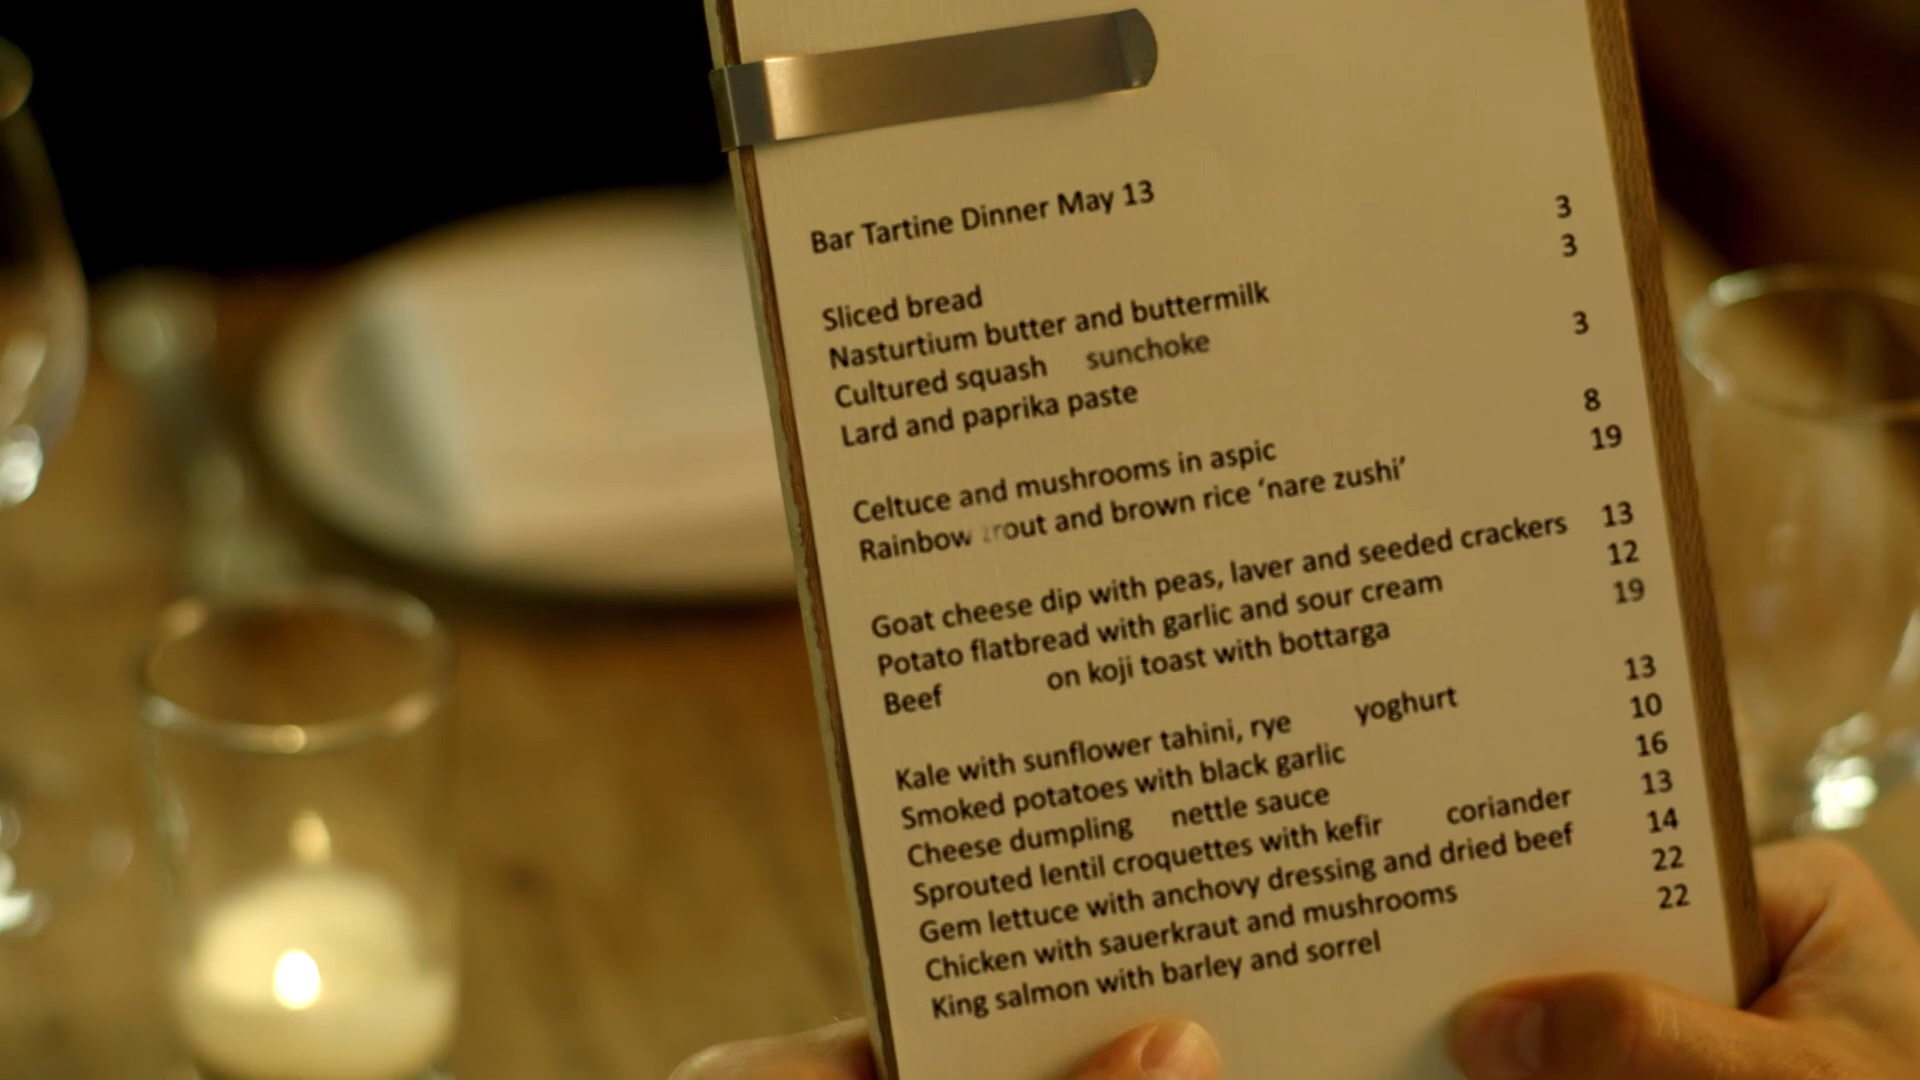 Bar Tartine Dinner May 13
Sliced bread 3
Nasturtium butter and buttermilk 3
Cultured squash sunchoke
Lard and paprika paste 3
Celtuce and mushrooms in aspic 8
Rainbow trout and brown rice ‘nare zushi’ 19
Goat cheese dip with peas, laver and seeded crackers 13
Potato flatbread with garlic and sour cream 12
Beef on koji toast with bottarga 19
Kale with sunflower tahini, rye yoghurt 13
Smoked potatoes with black garlic 10
Cheese dumpling nettle sauce 16
Sprouted lentil croquettes with kefir coriander 13
Gem lettuce with anchovy dressing and dried beef 14
Chicken with sauerkraut and mushrooms 22
King salmon with barley and sorrel 22